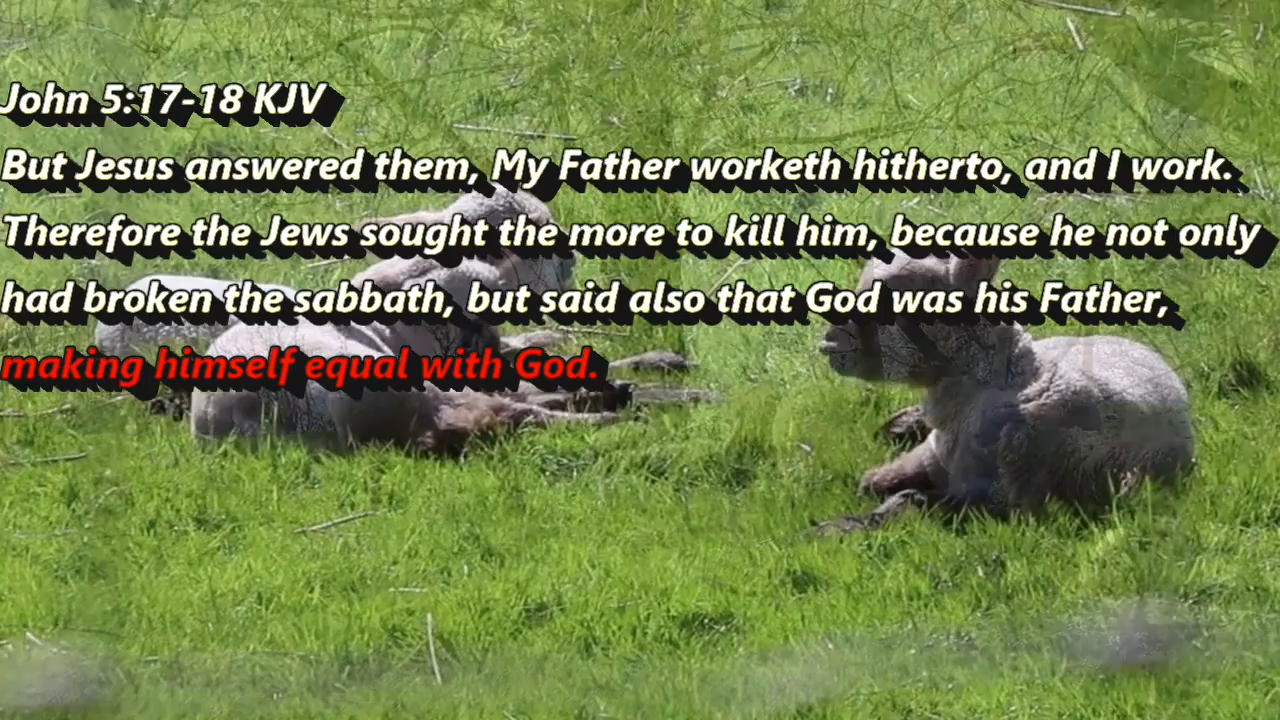 John 5:17-18 KJV
But Jesus answered them, My Father worketh hitherto, and I work.
Therefore the Jews sought the more to kill him, because he not only
had broken the sabbath, but said also that God was his Father,
making himself equal with God.